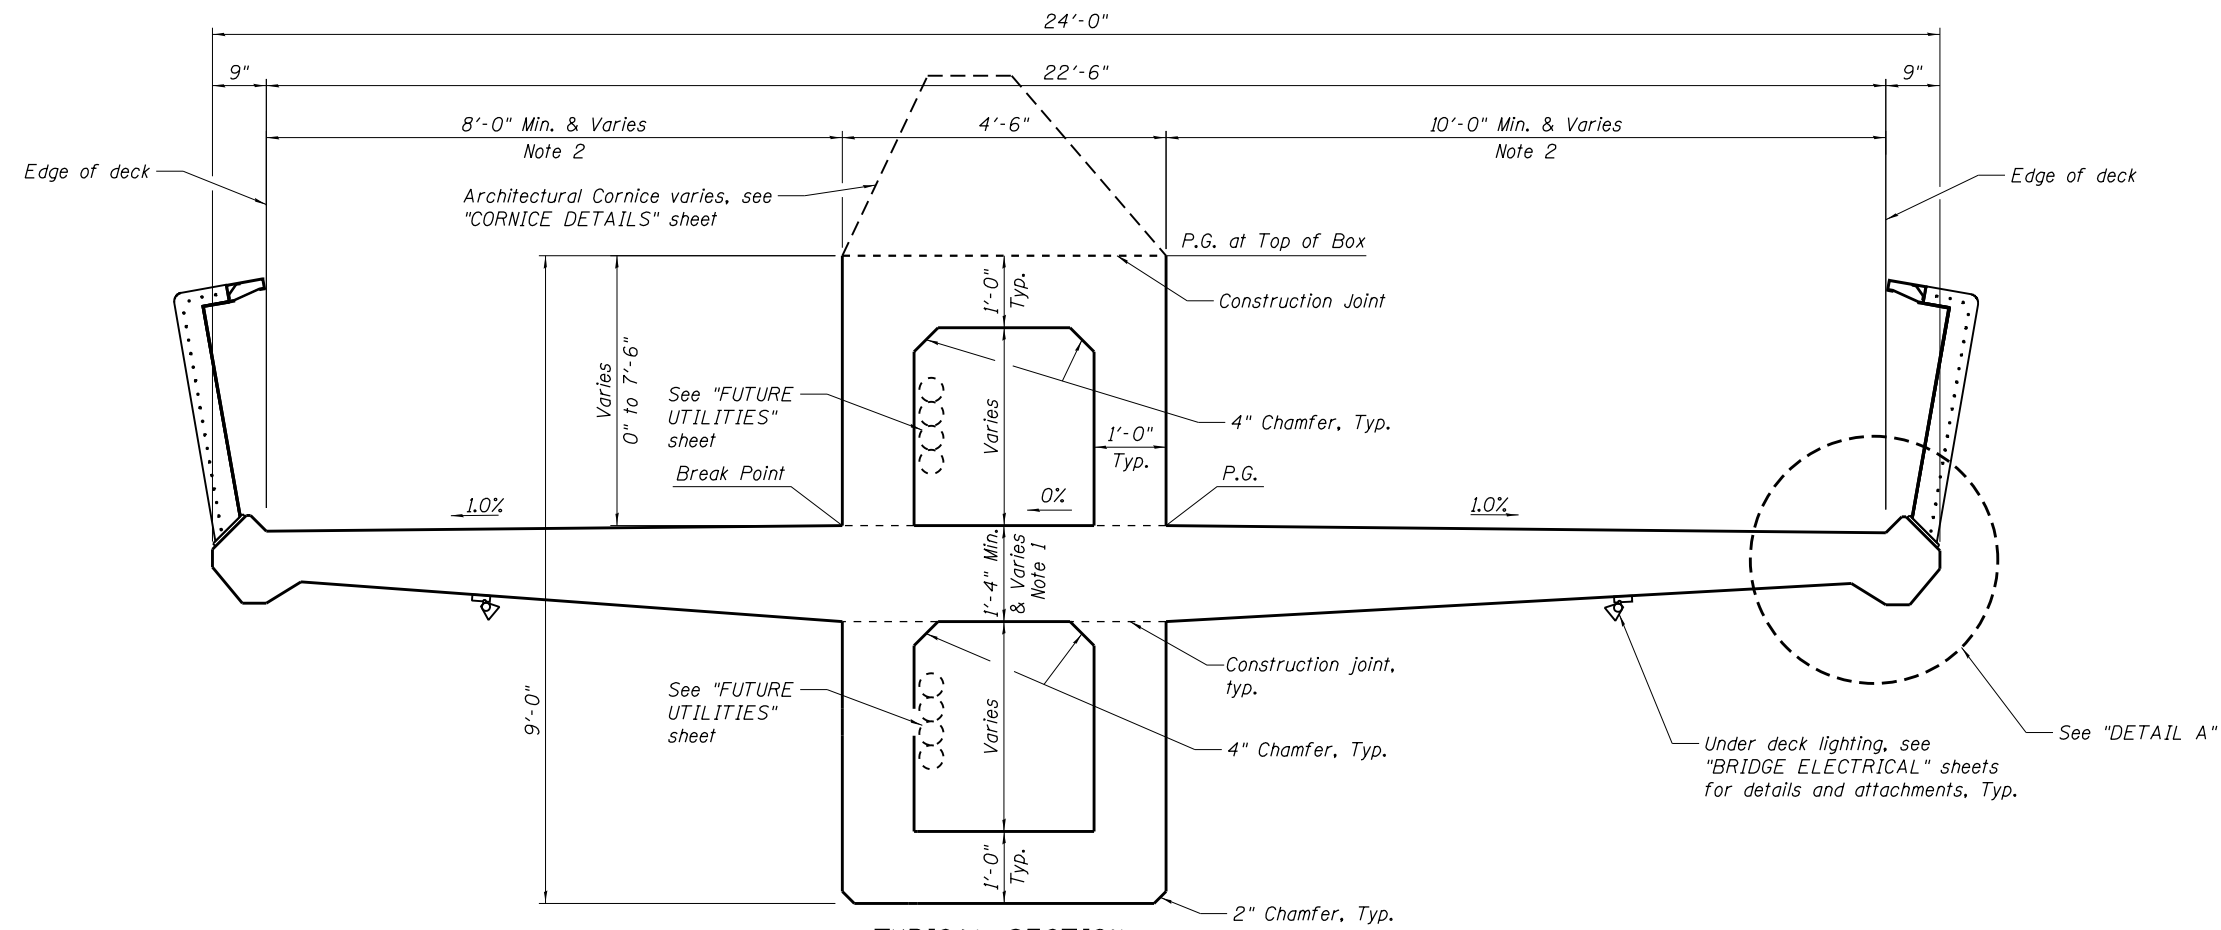 24'-0"
9"
22'-6"
9"
8'-0" Min. & Varies
Note 2
4'-6"
10'-0" Min. & Varies
Note 2
Edge of deck
Edge of deck
Architectural Cornice varies, see
"CORNICE DETAILS" sheet
P.G. at Top of Box
1'-0"
Typ.
Construction Joint
Varies
0" to 7'-6"
See "FUTURE
UTILITIES"
sheet
Varies
4" Chamfer, Typ.
1'-0"
Typ.
Break Point
P.G.
1.0%
0%
1.0%
1'-4" Min.
& Varies
Note 1
9'-0"
See "FUTURE
UTILITIES"
sheet
Varies
Construction joint,
typ.
4" Chamfer, Typ.
Under deck lighting, see
"BRIDGE ELECTRICAL" sheets
for details and attachments, Typ.
See "DETAIL A"
1'-0"
Typ.
2" Chamfer, Typ.
TYPICAL SECTION